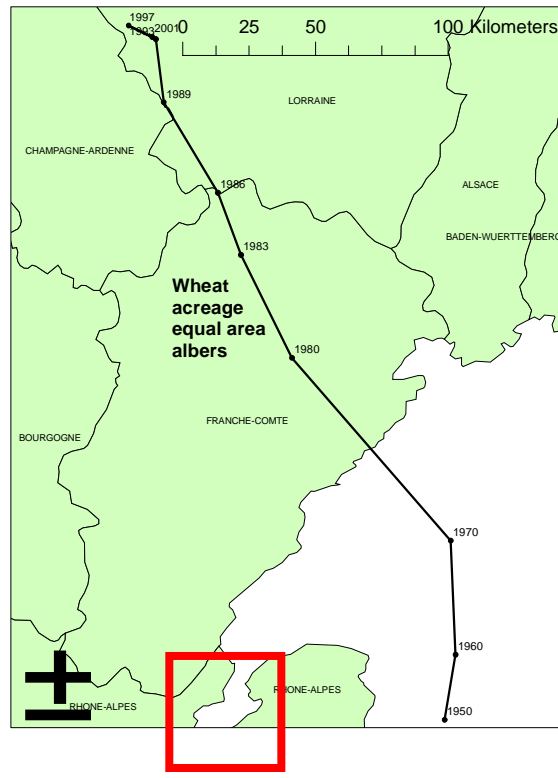 1997
1993 2001 0 25 50 100 Kilometers
1989
LORRAINE
CHAMPAGNE-ARDENNE
1986
ALSACE
BADEN-WUERTTEMBERG
1983
Wheat
acreage
equal area
albers
1980
FRANCHE-COMTE
BOURGOGNE
1970
1960
RHONE-ALPES
RHONE-ALPES
1950